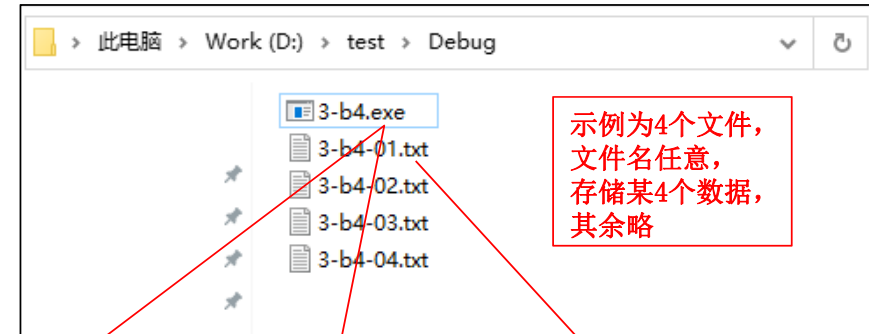 此电脑 > Work (D:) > test > Debug
3-b4.exe
3-b4-01.txt
3-b4-02.txt
3-b4-03.txt
3-b4-04.txt
示例为4个文件，
文件名任意，
存储某4个数据，
其余略